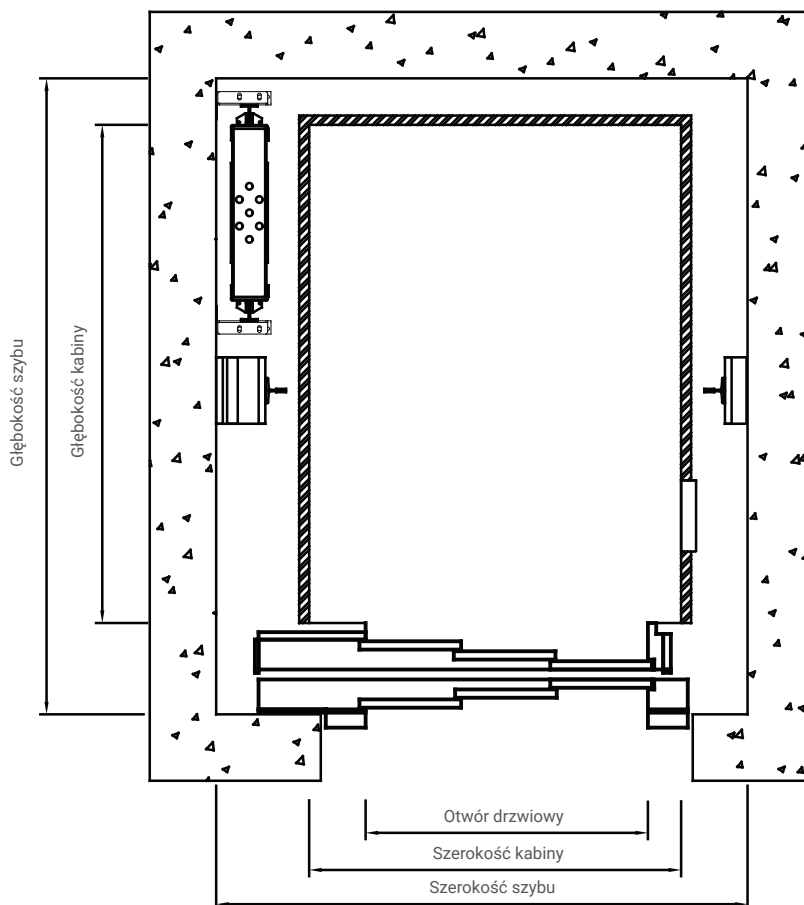 Głębokość szybu
Głębokość kabiny
Otwór drzwiowy
Szerokość kabiny
Szerokość szybu